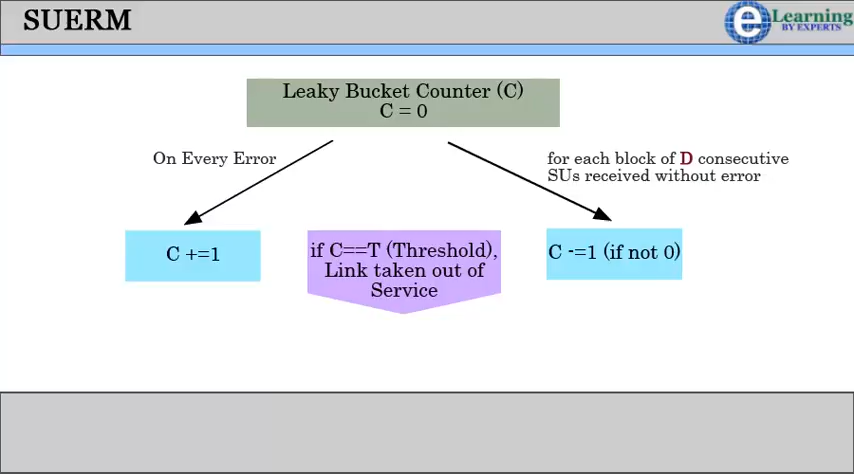 SUERM
eLearning
BY EXPERTS
Leaky Bucket Counter (C)
C = 0
On Every Error
for each block of D consecutive
SUs received without error
C +=1
if C==T (Threshold),
Link taken out of
Service
C -=1 (if not 0)